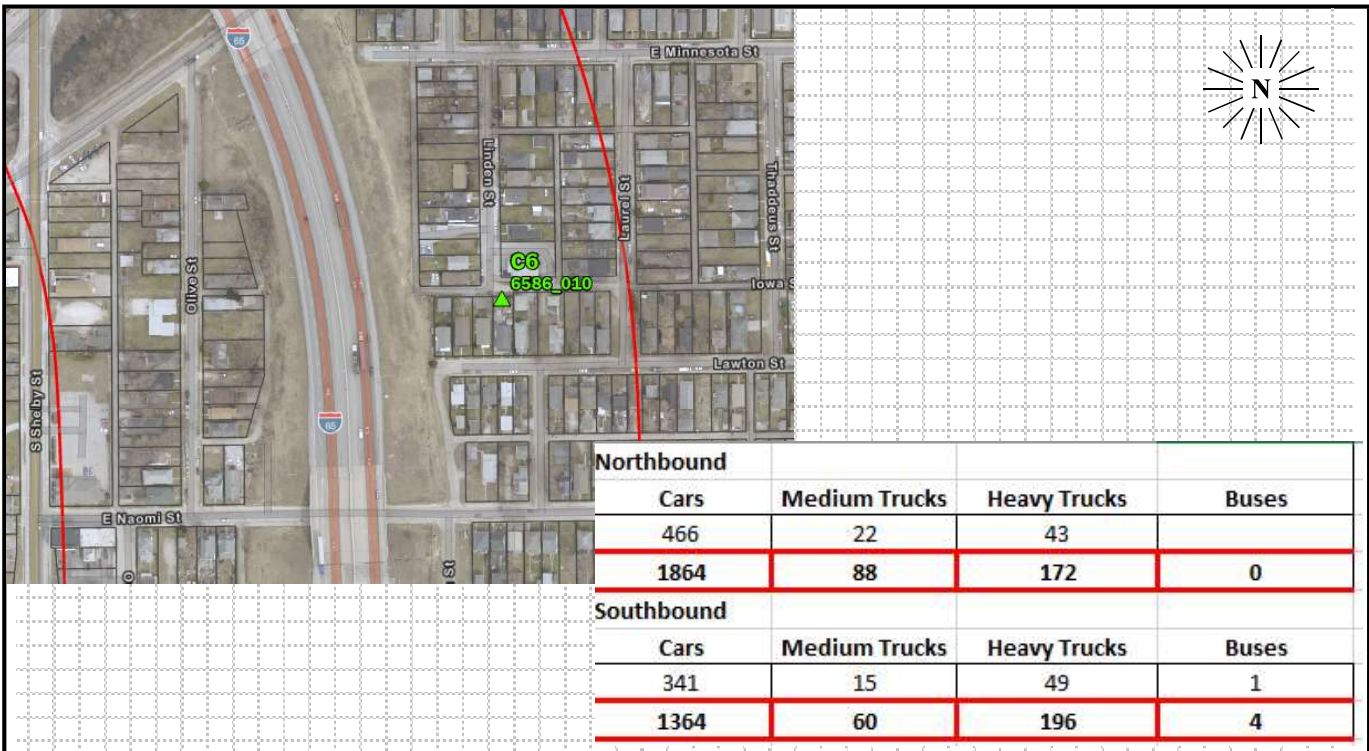 65
E Minnesota St
N
Linden St
Laurel St
Thaddeus St
Olive St
C6
6586_010
Iowa S
Lawton St
S Shelby St
65
E Naomi St
O
St
Northbound
Cars Medium Trucks Heavy Trucks Buses
466 22 43
1864 88 172 0
Southbound
Cars Medium Trucks Heavy Trucks Buses
341 15 49 1
1364 60 196 4